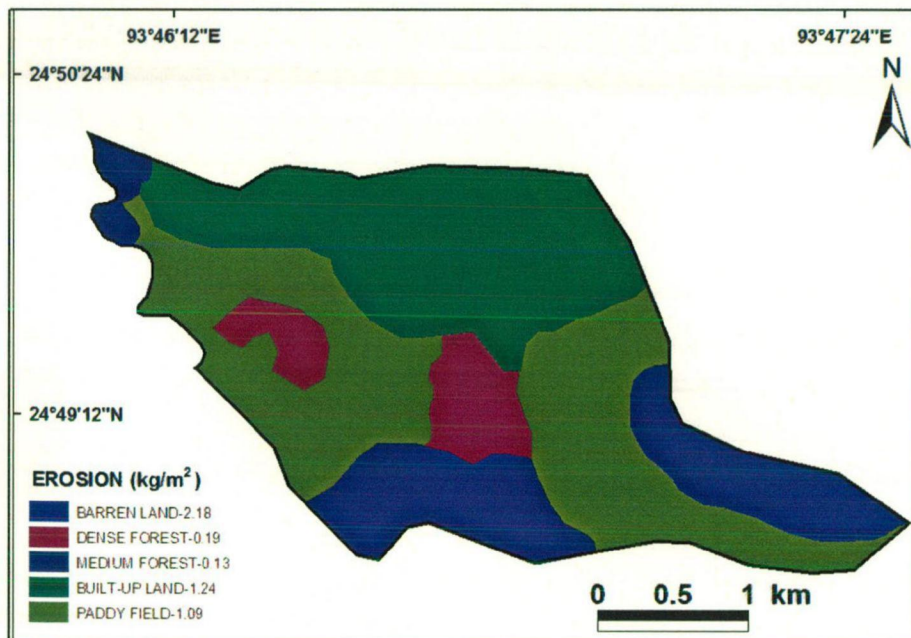 93°46'12"E 93°47'24"E
24°50'24"N
N
24°49'12"N
EROSION (kg/m²)
BARREN LAND-2.18
DENSE FOREST-0.19
MEDIUM FOREST-0.13
BUILT-UP LAND-1.24
PADDY FIELD-1.09
0 0.5 1 km